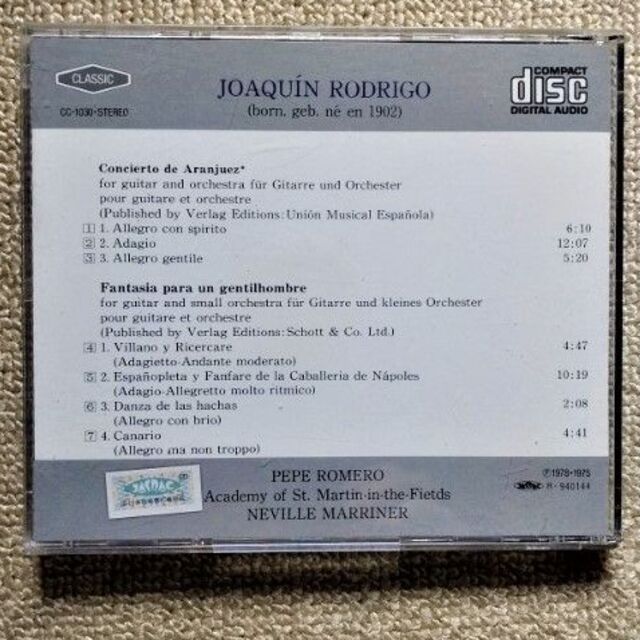 CLASSIC
CC-1030・STEREO
JOAQUÍN RODRIGO
(born, geb. né en 1902)
COMPACT
disc
DIGITAL AUDIO
Concierto de Aranjuez*
for guitar and orchestra für Gitarre und Orchester
pour guitare et orchestre
(Published by Verlag Editions: Unión Musical Española)
1 1. Allegro con spirito 6:10
2 2. Adagio 12:07
3 3. Allegro gentile 5:20
Fantasia para un gentilhombre
for guitar and small orchestra für Gitarre und kleines Orchester
pour guitare et orchestre
(Published by Verlag Editions: Schott & Co. Ltd.)
4 1. Villano y Ricercare 4:47
(Adagietto-Andante moderato)
5 2. Españopleta y Fanfare de la Caballeria de Nápoles 10:19
(Adagio-Allegretto molto ritmico)
6 3. Danza de las hachas 2:08
(Allegro con brio)
7 4. Canario 4:41
(Allegro ma non troppo)
PEPE ROMERO
Academy of St. Martin-in-the-Fietds
NEVILLE MARRINER
Ⓟ1978・1975
R-940144
JASRAC